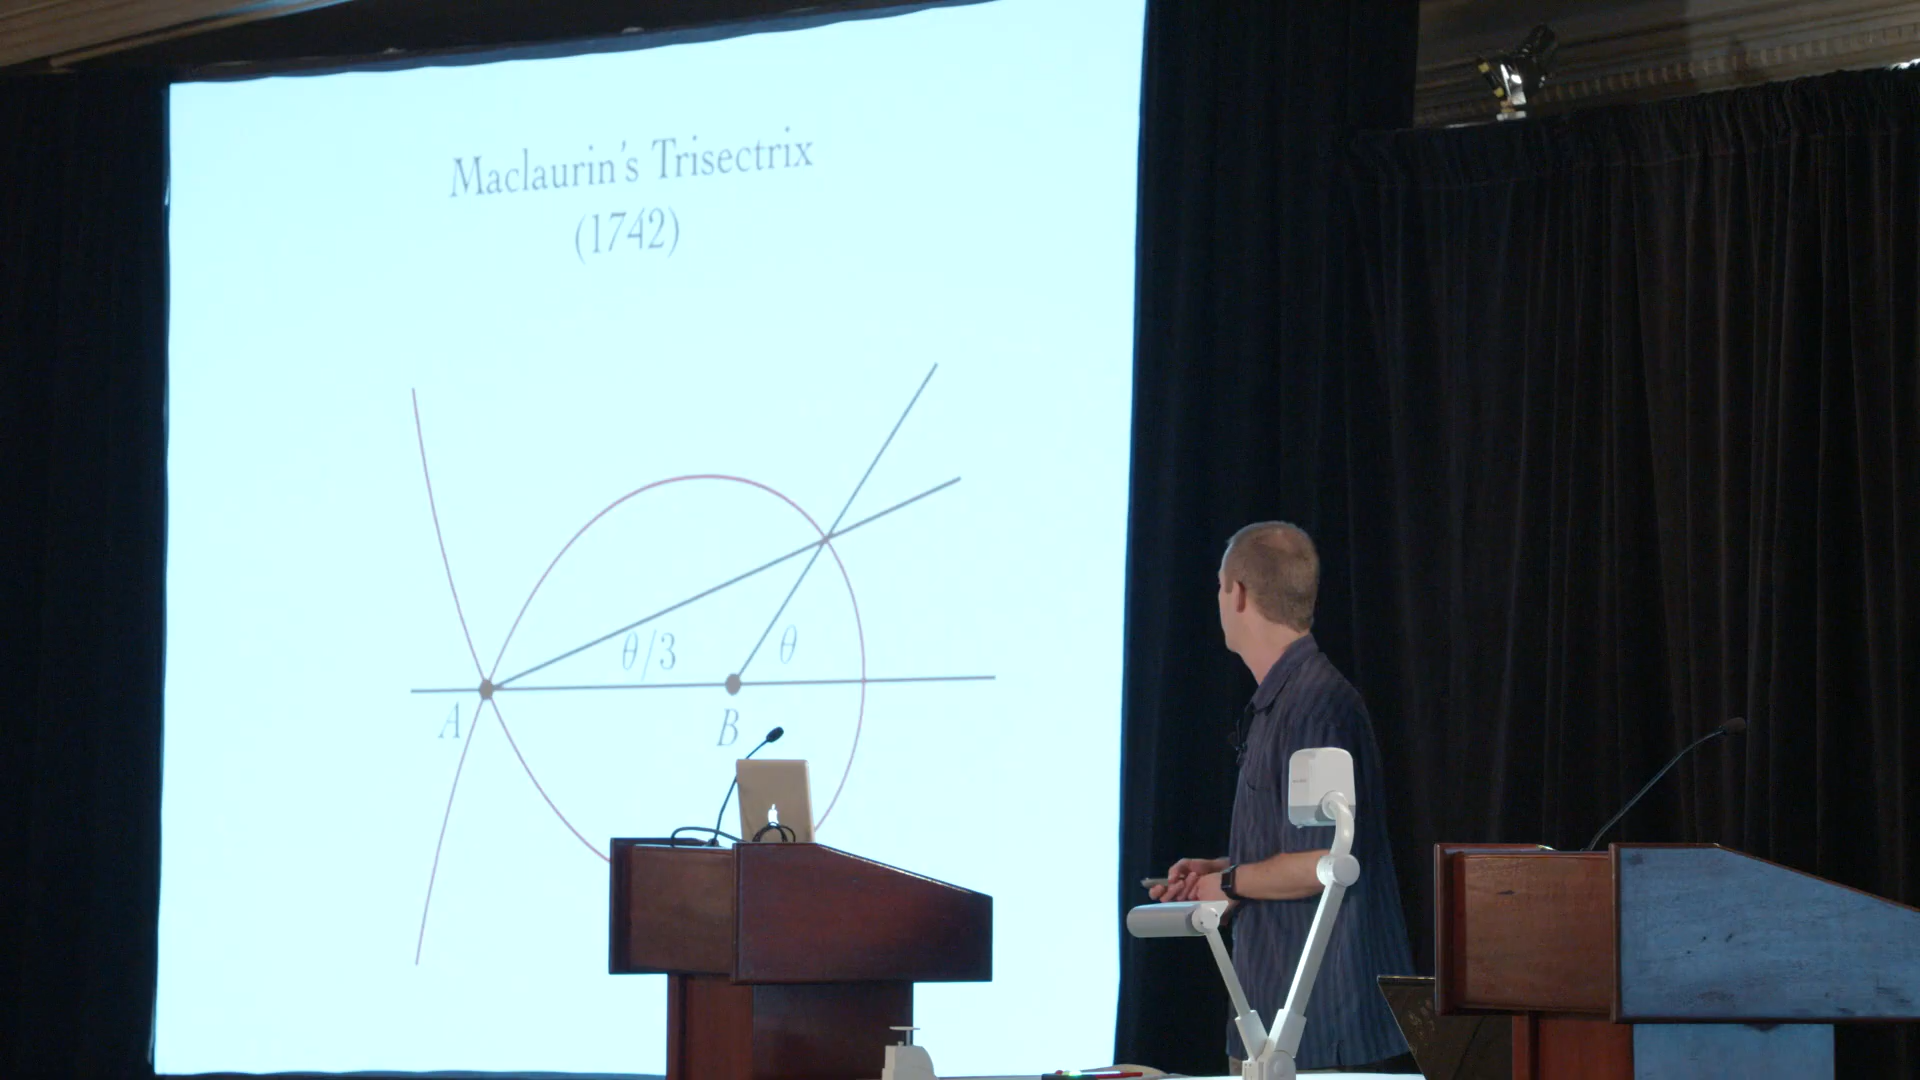 Maclaurin's Trisectrix
(1742)
θ/3
θ
A
B